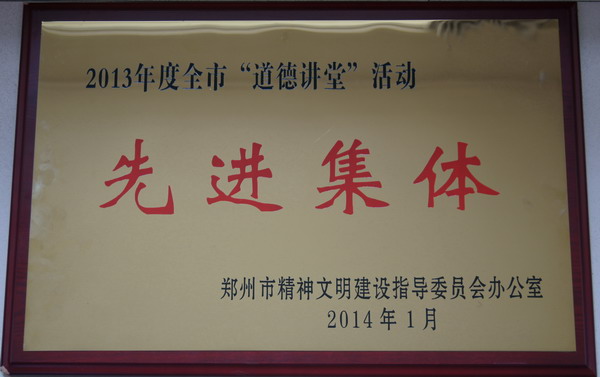 2013年度全市“道德讲堂”活动
先进集体
郑州市精神文明建设指导委员会办公室
2014年1月